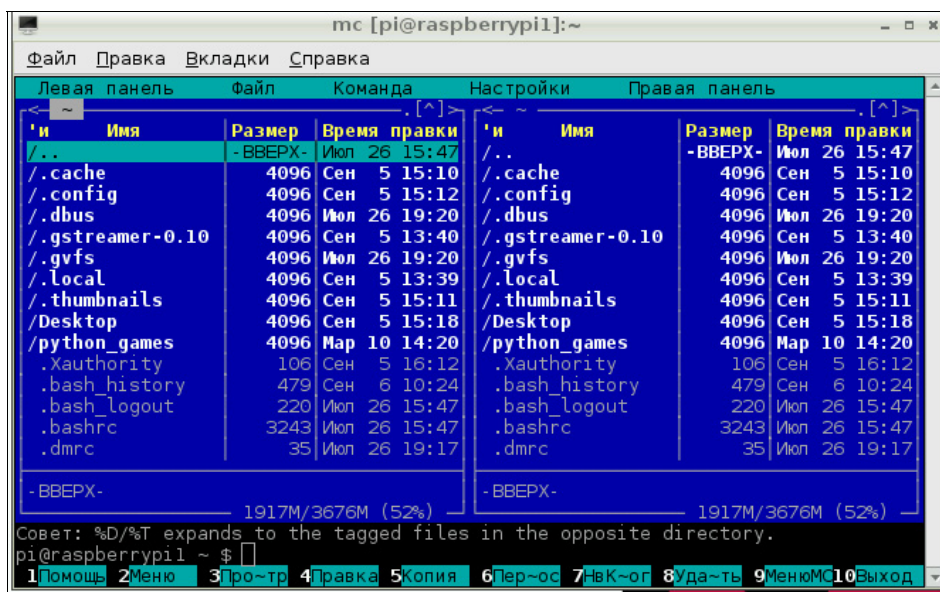 mc [pi@raspberrypi1]:~
Файл Правка Вкладки Справка
Левая панель Файл Команда Настройки Правая панель
<- ~ .[^]> <- ~ .[^]>
'и Имя Размер Время правки 'и Имя Размер Время правки
/.. -ВВЕРХ- Июл 26 15:47 /.. -ВВЕРХ- Июл 26 15:47
/.cache 4096 Сен 5 15:10 /.cache 4096 Сен 5 15:10
/.config 4096 Сен 5 15:12 /.config 4096 Сен 5 15:12
/.dbus 4096 Июл 26 19:20 /.dbus 4096 Июл 26 19:20
/.gstreamer-0.10 4096 Сен 5 13:40 /.gstreamer-0.10 4096 Сен 5 13:40
/.gvfs 4096 Июл 26 19:20 /.gvfs 4096 Июл 26 19:20
/.local 4096 Сен 5 13:39 /.local 4096 Сен 5 13:39
/.thumbnails 4096 Сен 5 15:11 /.thumbnails 4096 Сен 5 15:11
/Desktop 4096 Сен 5 15:18 /Desktop 4096 Сен 5 15:18
/python_games 4096 Мар 10 14:20 /python_games 4096 Мар 10 14:20
.Xauthority 106 Сен 5 16:12 .Xauthority 106 Сен 5 16:12
.bash_history 479 Сен 6 10:24 .bash_history 479 Сен 6 10:24
.bash_logout 220 Июл 26 15:47 .bash_logout 220 Июл 26 15:47
.bashrc 3243 Июл 26 15:47 .bashrc 3243 Июл 26 15:47
.dmrc 35 Июл 26 19:17 .dmrc 35 Июл 26 19:17
-ВВЕРХ- -ВВЕРХ-
1917M/3676M (52%) 1917M/3676M (52%)
Совет: %D/%T expands to the tagged files in the opposite directory.
pi@raspberrypi1 ~ $
1Помощь 2Меню 3Про~тр 4Правка 5Копия 6Пер~ос 7НвК~ог 8Уда~ть 9МенюМС 10Выход